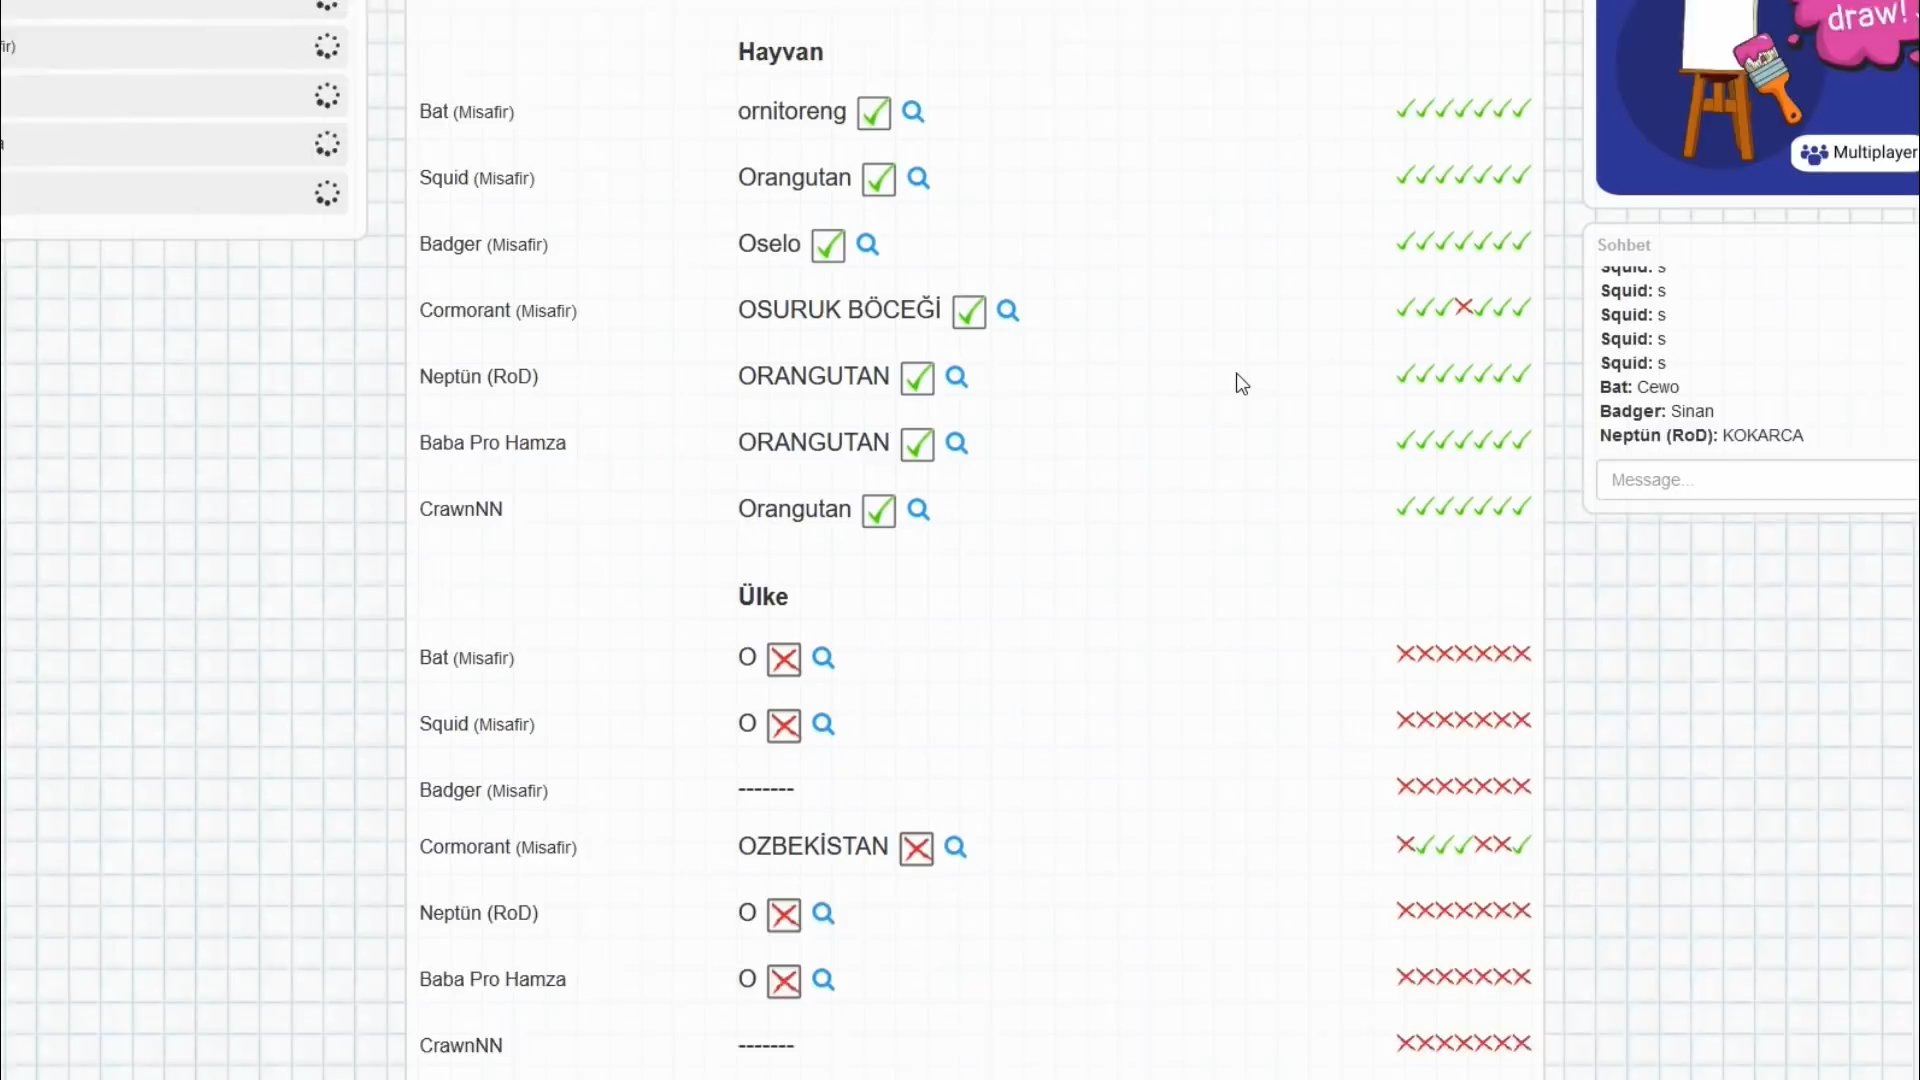 ir)
a
Hayvan
Bat (Misafir) ornitoreng
Squid (Misafir) Orangutan
Badger (Misafir) Oselo
Cormorant (Misafir) OSURUK BÖCEĞİ
Neptün (RoD) ORANGUTAN
Baba Pro Hamza ORANGUTAN
CrawnNN Orangutan
Ülke
Bat (Misafir) O
Squid (Misafir) O
Badger (Misafir) -------
Cormorant (Misafir) OZBEKİSTAN
Neptün (RoD) O
Baba Pro Hamza O
CrawnNN -------
draw!
Multiplayer
Sohbet
Squid: s
Squid: s
Squid: s
Squid: s
Squid: s
Bat: Cewo
Badger: Sinan
Neptün (RoD): KOKARCA
Message...